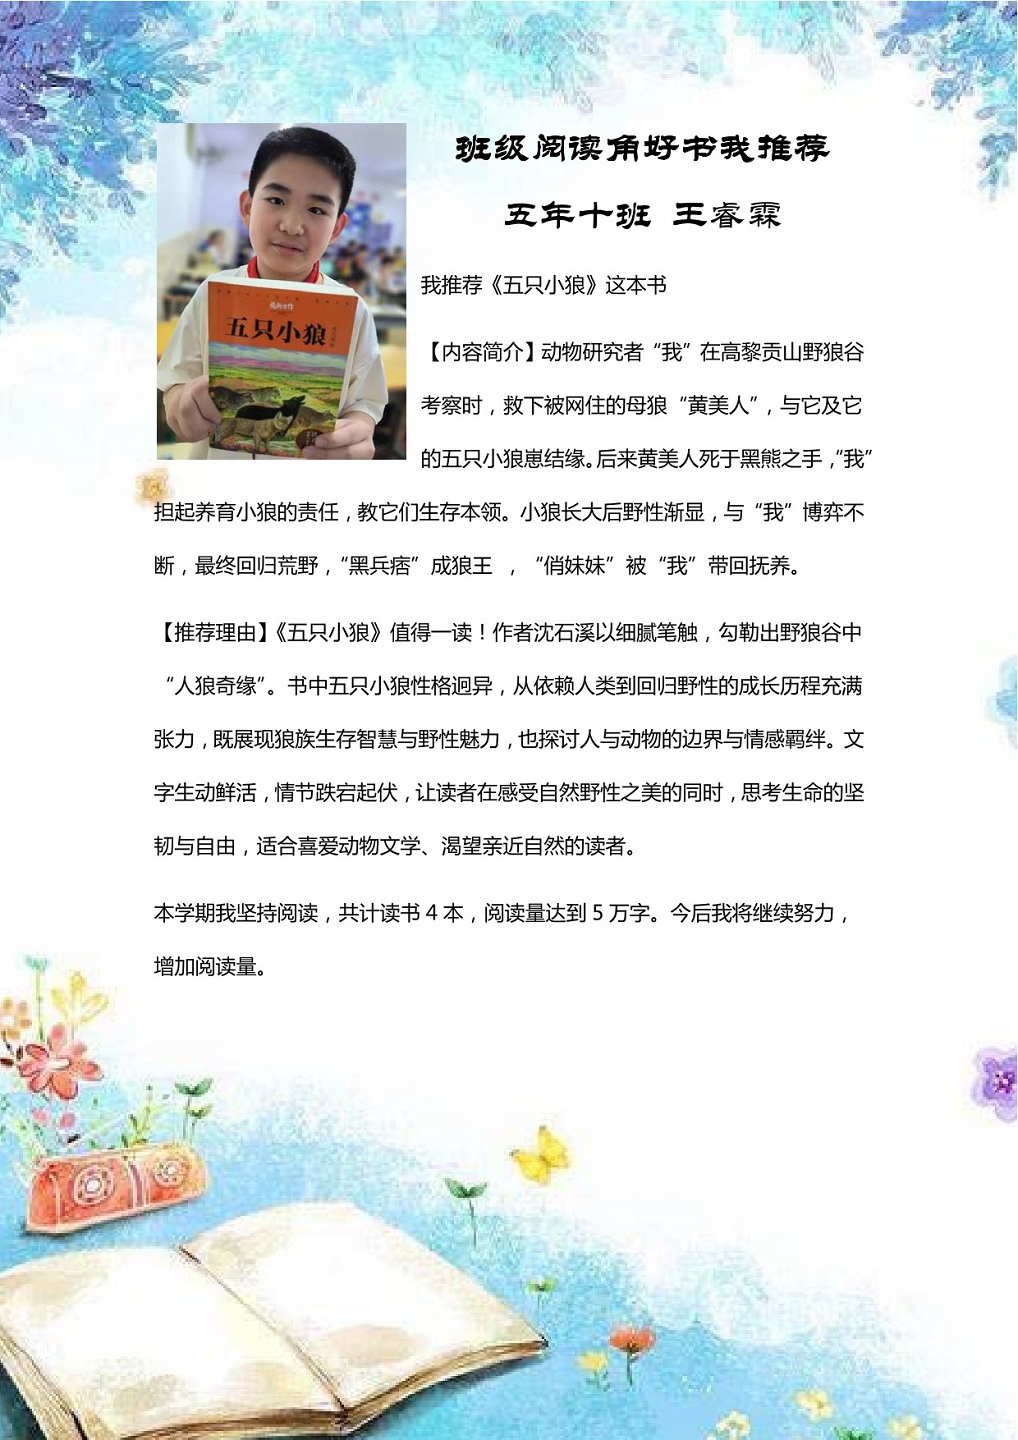 班级阅读角好书我推荐
五年十班 王睿霖
五只小狼
我推荐《五只小狼》这本书
【内容简介】动物研究者“我”在高黎贡山野狼谷
考察时，救下被网住的母狼“黄美人”，与它及它
的五只小狼崽结缘。后来黄美人死于黑熊之手，“我”
担起养育小狼的责任，教它们生存本领。小狼长大后野性渐显，与“我”博弈不
断，最终回归荒野，“黑兵痞”成狼王 ，“俏妹妹”被“我”带回抚养。
【推荐理由】《五只小狼》值得一读！作者沈石溪以细腻笔触，勾勒出野狼谷中
“人狼奇缘”。书中五只小狼性格迥异，从依赖人类到回归野性的成长历程充满
张力，既展现狼族生存智慧与野性魅力，也探讨人与动物的边界与情感羁绊。文
字生动鲜活，情节跌宕起伏，让读者在感受自然野性之美的同时，思考生命的坚
韧与自由，适合喜爱动物文学、渴望亲近自然的读者。
本学期我坚持阅读，共计读书 4 本，阅读量达到 5 万字。今后我将继续努力，
增加阅读量。